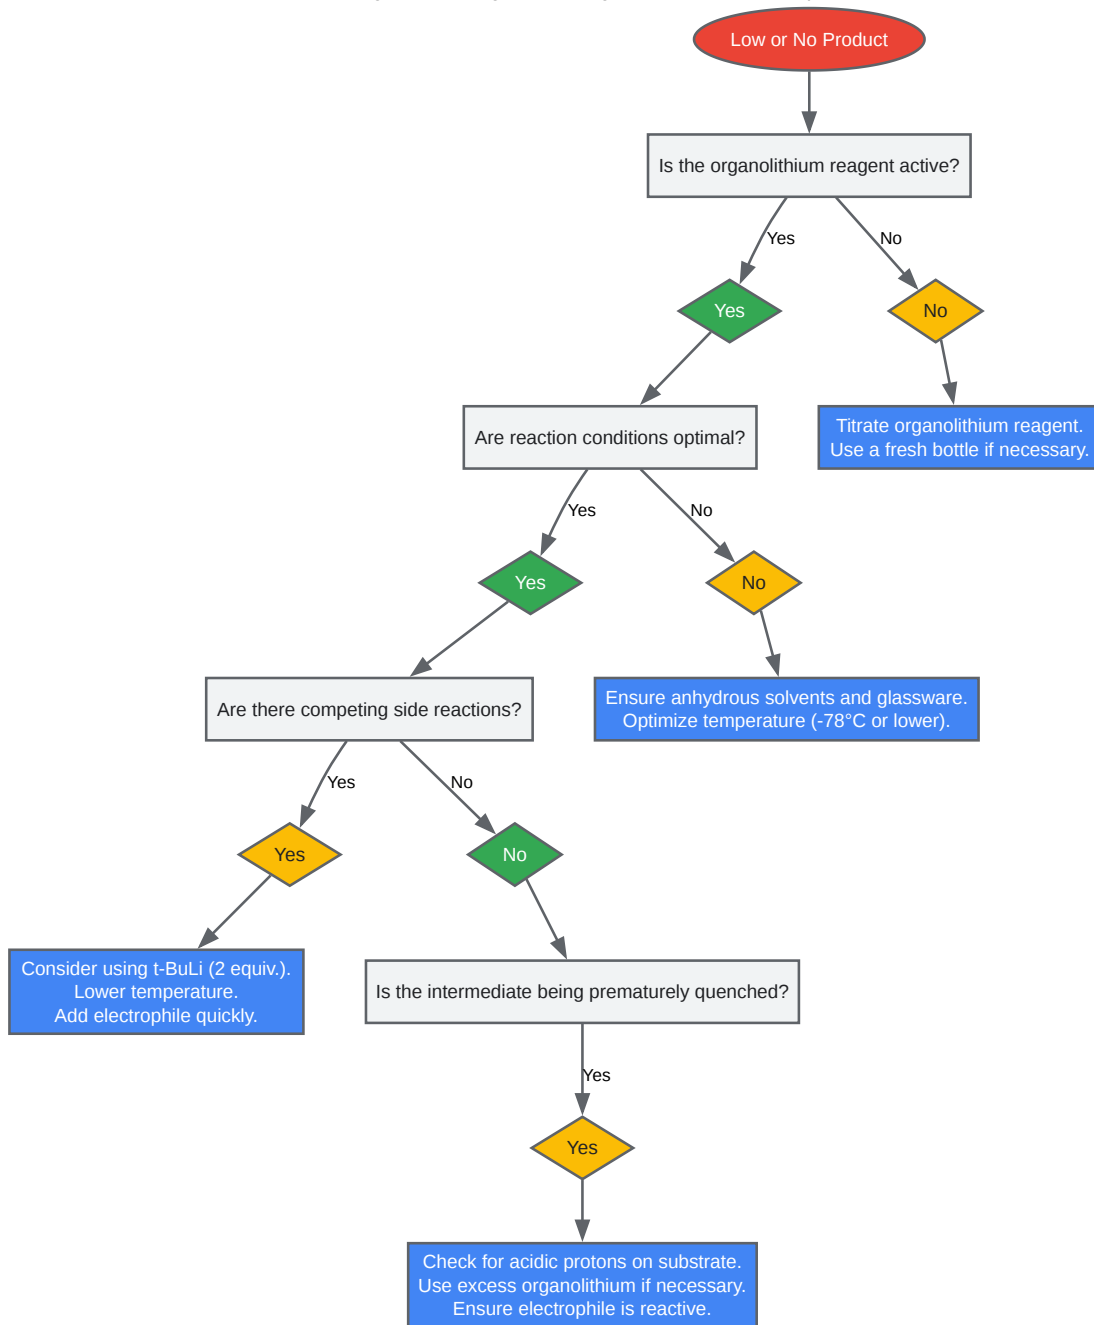 Low or No Product
Is the organolithium reagent active?
Yes
No
Yes
No
Are reaction conditions optimal?
Titrate organolithium reagent.
Use a fresh bottle if necessary.
Yes
No
Yes
No
Are there competing side reactions?
Ensure anhydrous solvents and glassware.
Optimize temperature (-78°C or lower).
Yes
No
Yes
No
Consider using t-BuLi (2 equiv.).
Lower temperature.
Add electrophile quickly.
Is the intermediate being prematurely quenched?
Yes
Yes
Check for acidic protons on substrate.
Use excess organolithium if necessary.
Ensure electrophile is reactive.